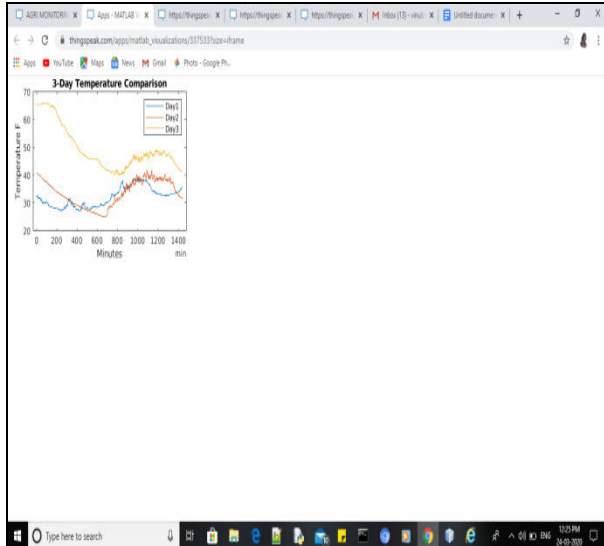 AGRI MONITORIN
Apps - MATLAB V
https://thingspea
https://thingspea
https://thingspea
M Inbox (13) - vinul
Untitled documen
thingspeak.com/apps/matlab_visualizations/337533?size=iframe
Apps YouTube Maps News Gmail Photo - Google Ph...
3-Day Temperature Comparison
Day1
Day2
Day3
Temperature F
70
60
50
40
30
20
0 200 400 600 800 1000 1200 1400
Minutes
min
Type here to search
ENG
12:25 PM
24-03-2020